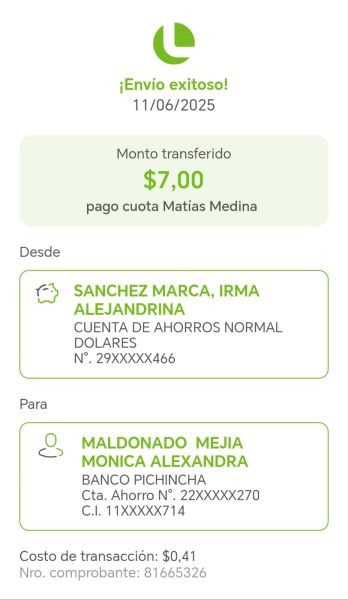 ¡Envío exitoso!
11/06/2025
Monto transferido
$7,00
pago cuota Matías Medina
Desde
SANCHEZ MARCA, IRMA
ALEJANDRINA
CUENTA DE AHORROS NORMAL
DOLARES
N°. 29XXXXX466
Para
MALDONADO MEJIA
MONICA ALEXANDRA
BANCO PICHINCHA
Cta. Ahorro N°. 22XXXXX270
C.I. 11XXXXX714
Costo de transacción: $0,41
Nro. comprobante: 81665326